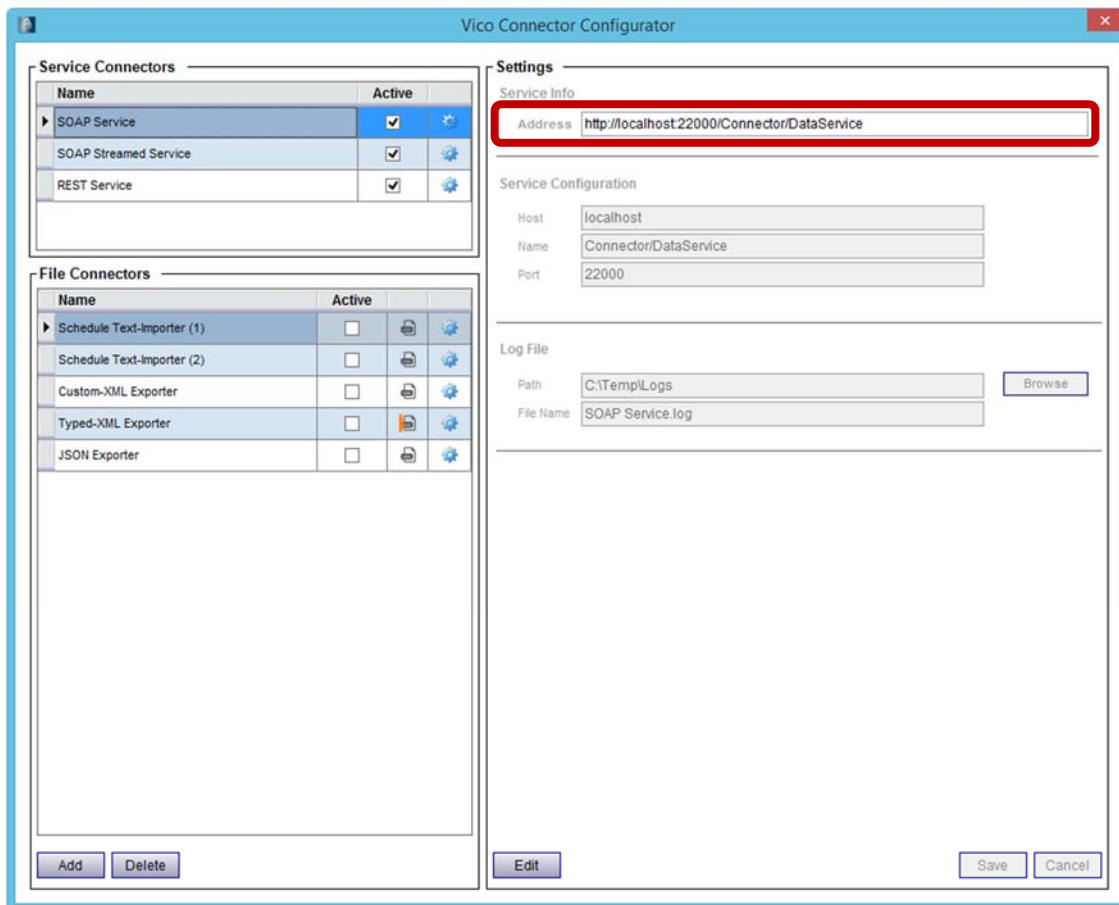 Vico Connector Configurator
Service Connectors
Name Active
SOAP Service
SOAP Streamed Service
REST Service
File Connectors
Name Active
Schedule Text-Importer (1)
Schedule Text-Importer (2)
Custom-XML Exporter
Typed-XML Exporter
JSON Exporter
Add Delete
Settings
Service Info
Address http://localhost:22000/Connector/DataService
Service Configuration
Host localhost
Name Connector/DataService
Port 22000
Log File
Path C:\Temp\Logs Browse
File Name SOAP Service.log
Edit Save Cancel